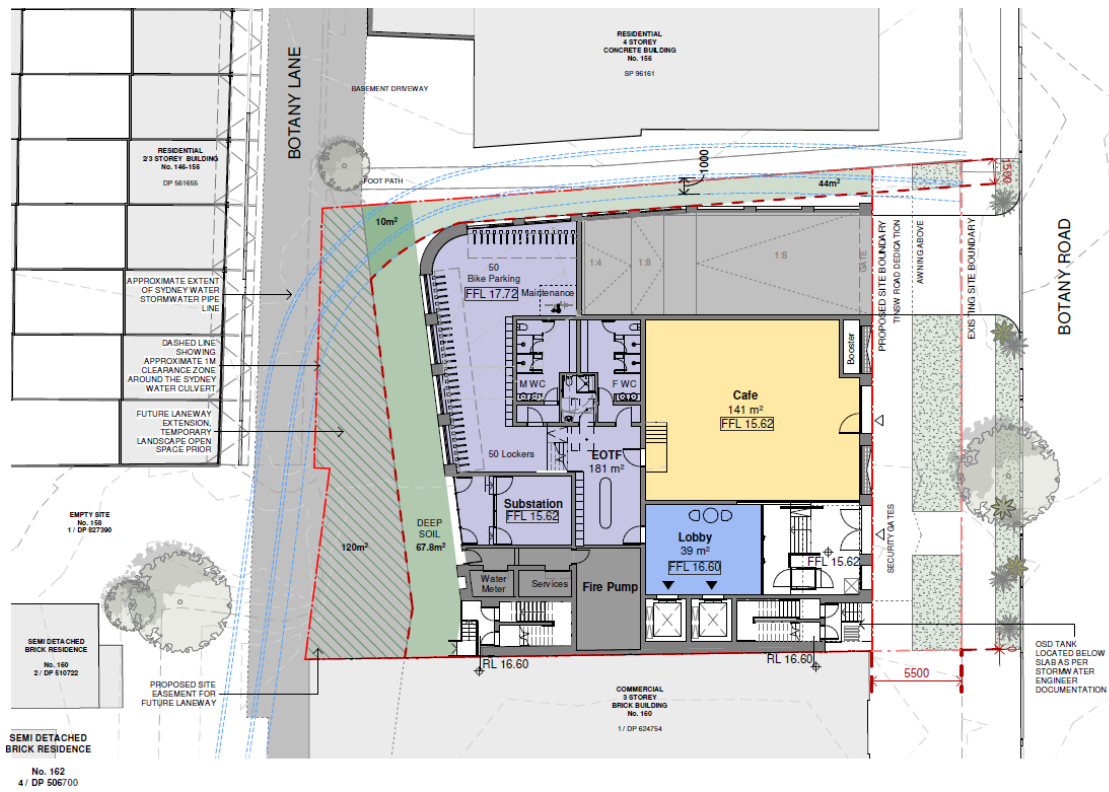 RESIDENTIAL
4 STOREY
CONCRETE BUILDING
No. 156
SP 96161
BOTANY LANE
BASEMENT DRIVEWAY
RESIDENTIAL
2/3 STOREY BUILDING
No. 146-156
DP 561655
FOOT PATH
1000
44m²
1500
10m²
BOTANY ROAD
50
Bike Parking
FFL 17.72
Maintenance
1:4
1:8
1:8
GATE
PROPOSED SITE BOUNDARY
TfNSW ROAD DEDICATION
AWNING ABOVE
EXISTING SITE BOUNDARY
APPROXIMATE EXTENT
OF SYDNEY WATER
STORMWATER PIPE
LINE
DASHED LINE
SHOWING
APPROXIMATE 1M
CLEARANCE ZONE
AROUND THE SYDNEY
WATER CULVERT
FUTURE LANEWAY
EXTENSION,
TEMPORARY
LANDSCAPE OPEN
SPACE PRIOR
M WC
F WC
Booster
Cafe
141 m²
FFL 15.62
50 Lockers
EOTF
181 m²
Substation
FFL 15.62
EMPTY SITE
No. 158
1 / DP 827390
DEEP
SOIL
67.8m²
120m²
Lobby
39 m²
FFL 16.60
FFL 15.62
SECURITY GATES
Water
Meter
Services
Fire Pump
SEMI DETACHED
BRICK RESIDENCE
No. 160
2 / DP 510722
RL 16.60
RL 16.60
PROPOSED SITE
EASEMENT FOR
FUTURE LANEWAY
5500
OSD TANK
LOCATED BELOW
SLAB AS PER
STORMWATER
ENGINEER
DOCUMENTATION
COMMERCIAL
3 STOREY
BRICK BUILDING
No. 160
1 / DP 624754
SEMI DETACHED
BRICK RESIDENCE
No. 162
4 / DP 506700